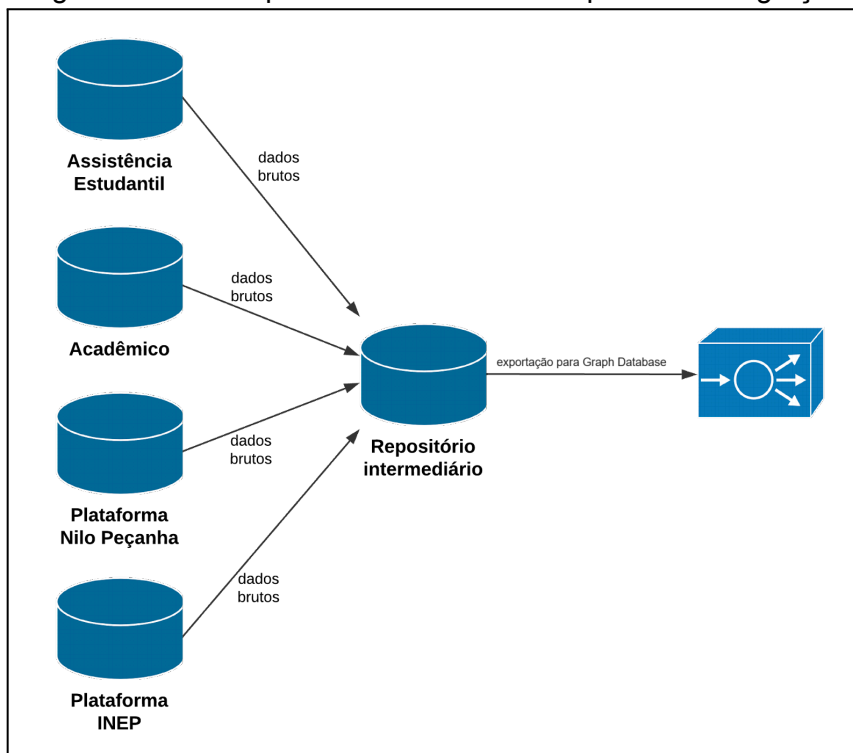 Assistência
Estudantil
dados
brutos
Acadêmico
dados
brutos
Plataforma
Nilo Peçanha
dados
brutos
Plataforma
INEP
dados
brutos
Repositório
intermediário
exportação para Graph Database